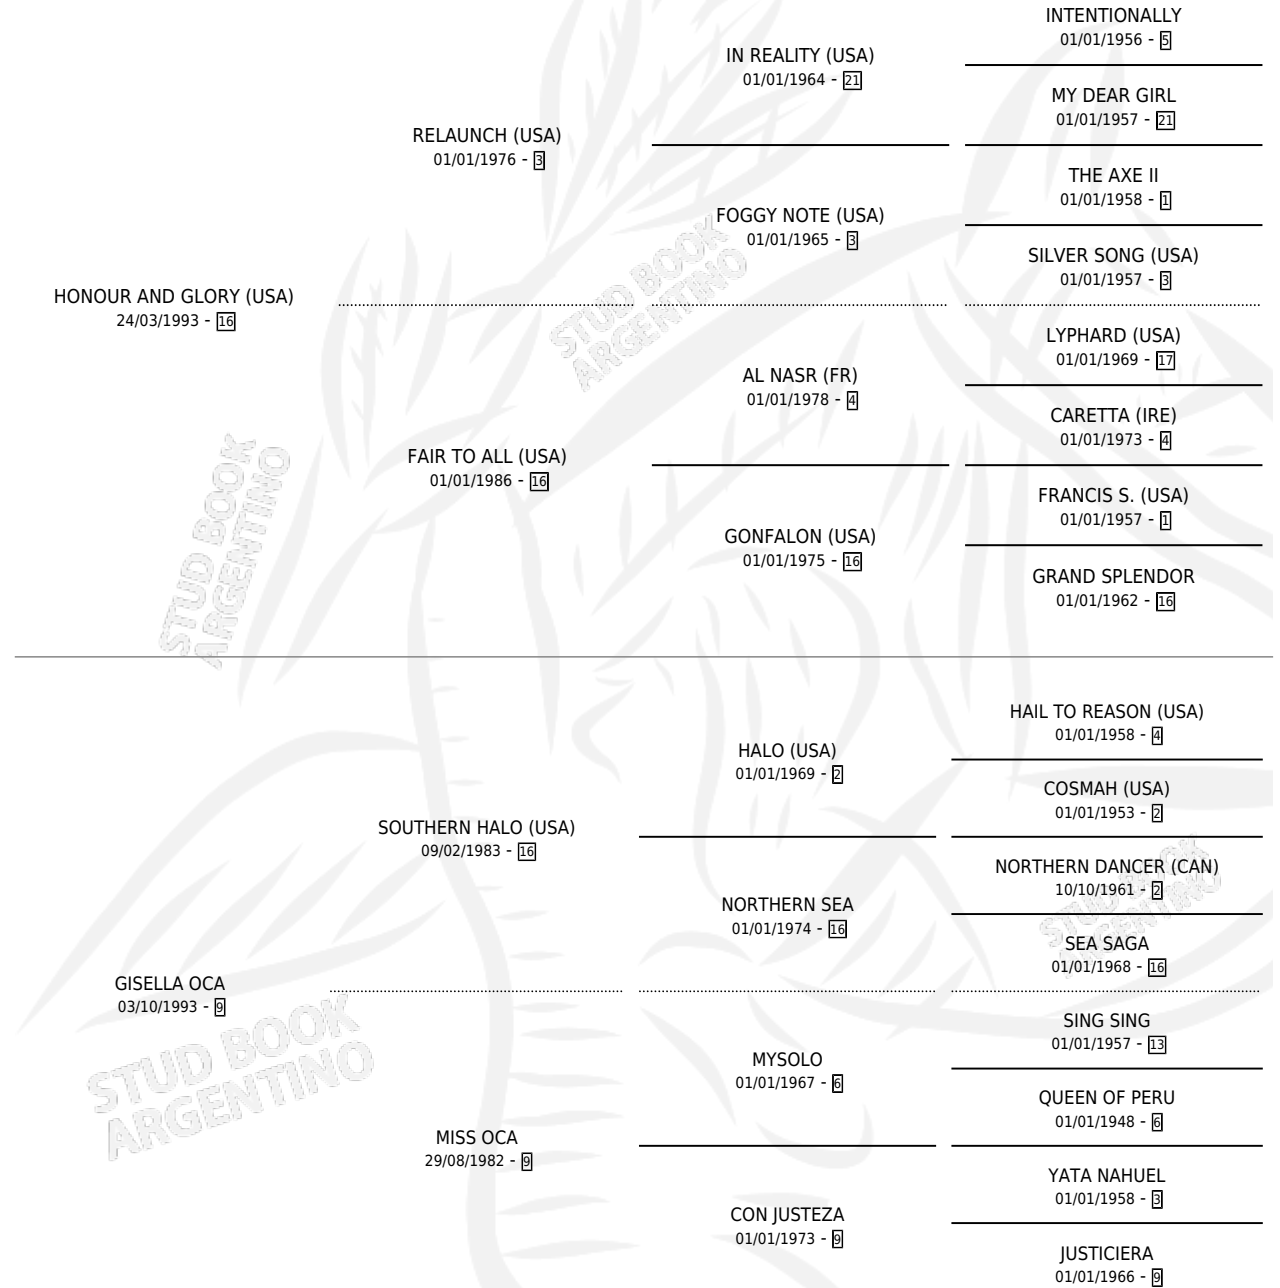 INTENTIONALLY
01/01/1956 - 5
IN REALITY (USA)
01/01/1964 - 21
MY DEAR GIRL
01/01/1957 - 21
RELAUNCH (USA)
01/01/1976 - 3
THE AXE II
01/01/1958 - 1
FOGGY NOTE (USA)
01/01/1965 - 3
SILVER SONG (USA)
01/01/1957 - 3
HONOUR AND GLORY (USA)
24/03/1993 - 16
LYPHARD (USA)
01/01/1969 - 17
AL NASR (FR)
01/01/1978 - 4
CARETTA (IRE)
01/01/1973 - 4
FAIR TO ALL (USA)
01/01/1986 - 16
FRANCIS S. (USA)
01/01/1957 - 1
GONFALON (USA)
01/01/1975 - 16
GRAND SPLENDOR
01/01/1962 - 16
HAIL TO REASON (USA)
01/01/1958 - 4
HALO (USA)
01/01/1969 - 2
COSMAH (USA)
01/01/1953 - 2
SOUTHERN HALO (USA)
09/02/1983 - 16
NORTHERN DANCER (CAN)
10/10/1961 - 2
NORTHERN SEA
01/01/1974 - 16
SEA SAGA
01/01/1968 - 16
GISELLA OCA
03/10/1993 - 9
SING SING
01/01/1957 - 13
MYSOLO
01/01/1967 - 6
QUEEN OF PERU
01/01/1948 - 6
MISS OCA
29/08/1982 - 9
YATA NAHUEL
01/01/1958 - 3
CON JUSTEZA
01/01/1973 - 9
JUSTICIERA
01/01/1966 - 9
STUD BOOK
ARGENTINO
STUD BOOK
ARGENTINO
STUD BOOK
ARGENTINO
STUD BOOK
ARGENTINO